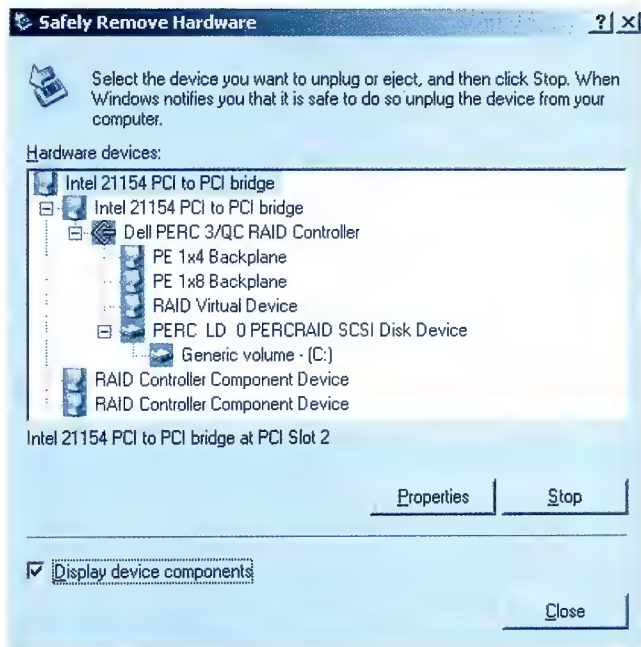 Safely Remove Hardware
Select the device you want to unplug or eject, and then click Stop. When
Windows notifies you that it is safe to do so unplug the device from your
computer.
Hardware devices:
Intel 21154 PCI to PCI bridge
Intel 21154 PCI to PCI bridge
Dell PERC 3/QC RAID Controller
PE 1x4 Backplane
PE 1x8 Backplane
RAID Virtual Device
PERC LD 0 PERCRAID SCSI Disk Device
Generic volume - (C:)
RAID Controller Component Device
RAID Controller Component Device
Intel 21154 PCI to PCI bridge at PCI Slot 2
Properties
Stop
Display device components
Close